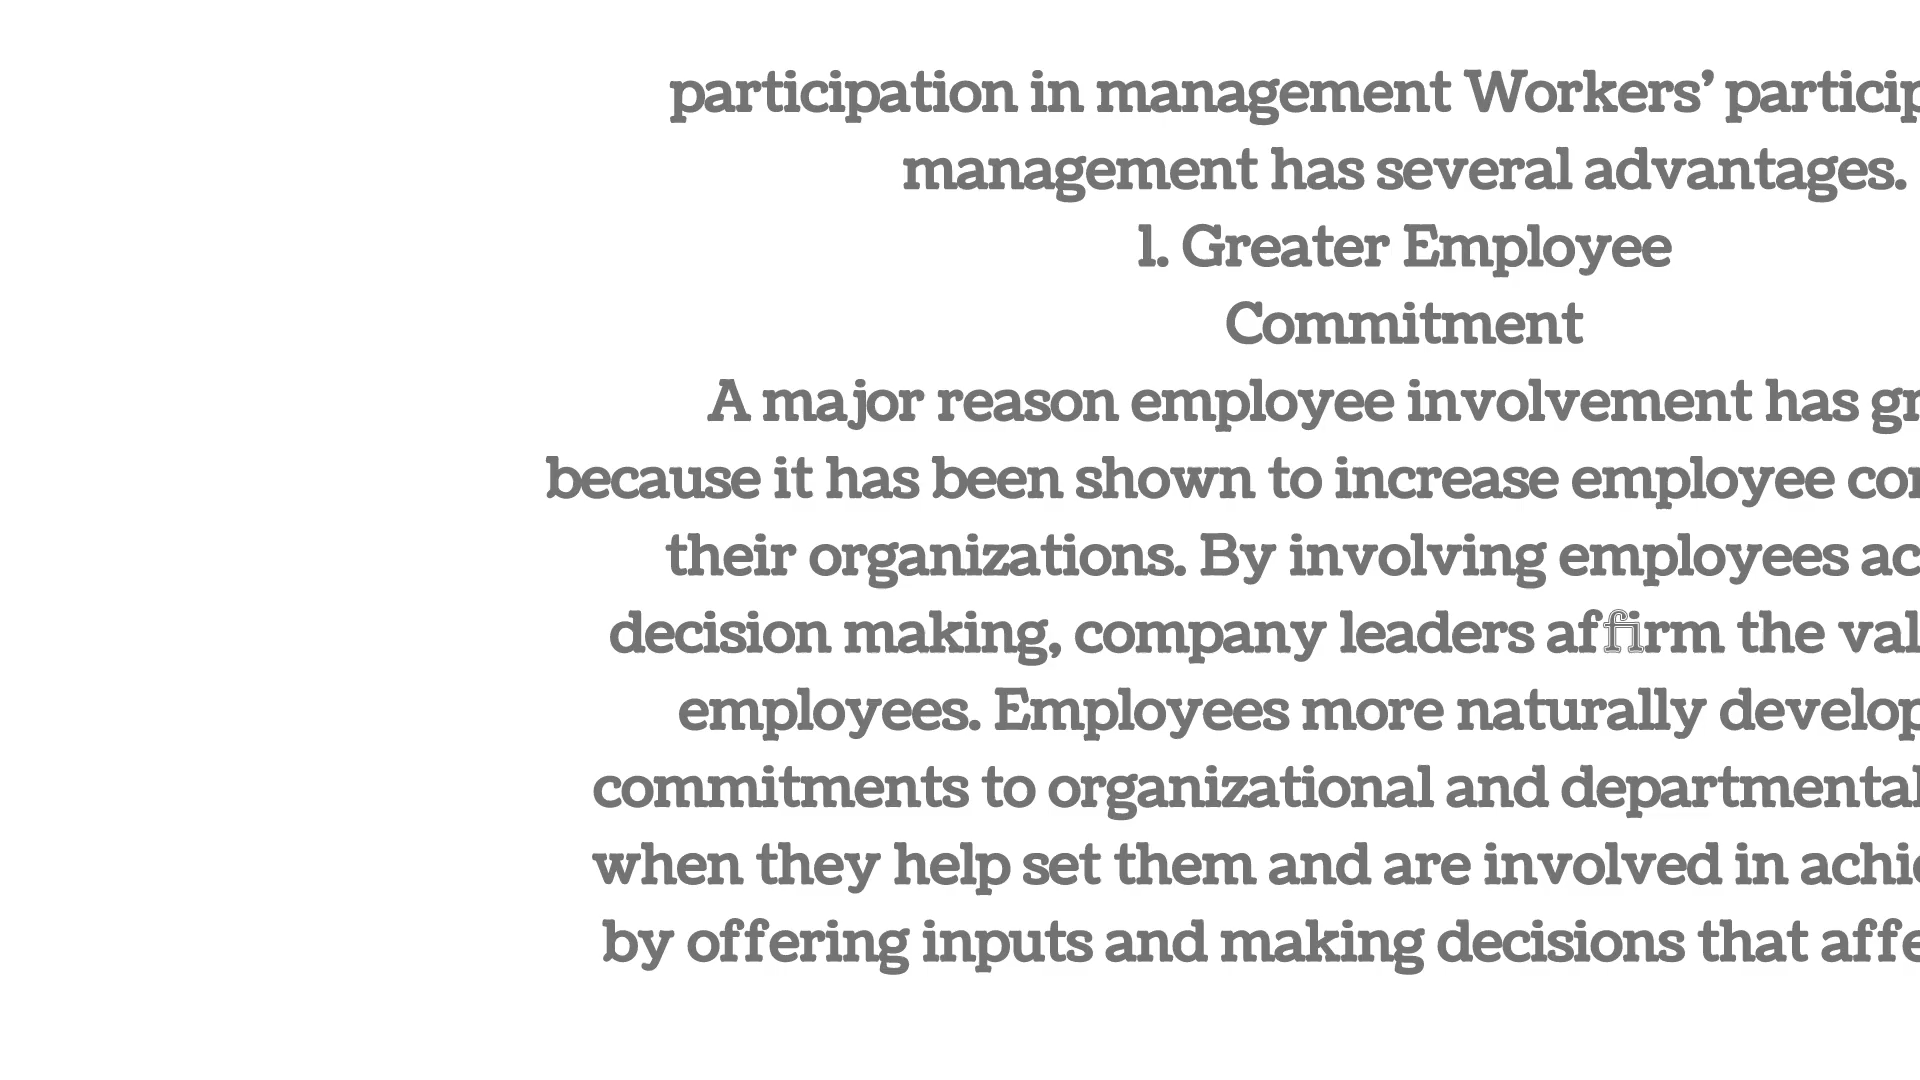 participation in management Workers’ particip
management has several advantages.
1. Greater Employee
Commitment
A major reason employee involvement has gr
because it has been shown to increase employee con
their organizations. By involving employees ac
decision making, company leaders affirm the val
employees. Employees more naturally develop
commitments to organizational and departmental
when they help set them and are involved in achie
by offering inputs and making decisions that affe